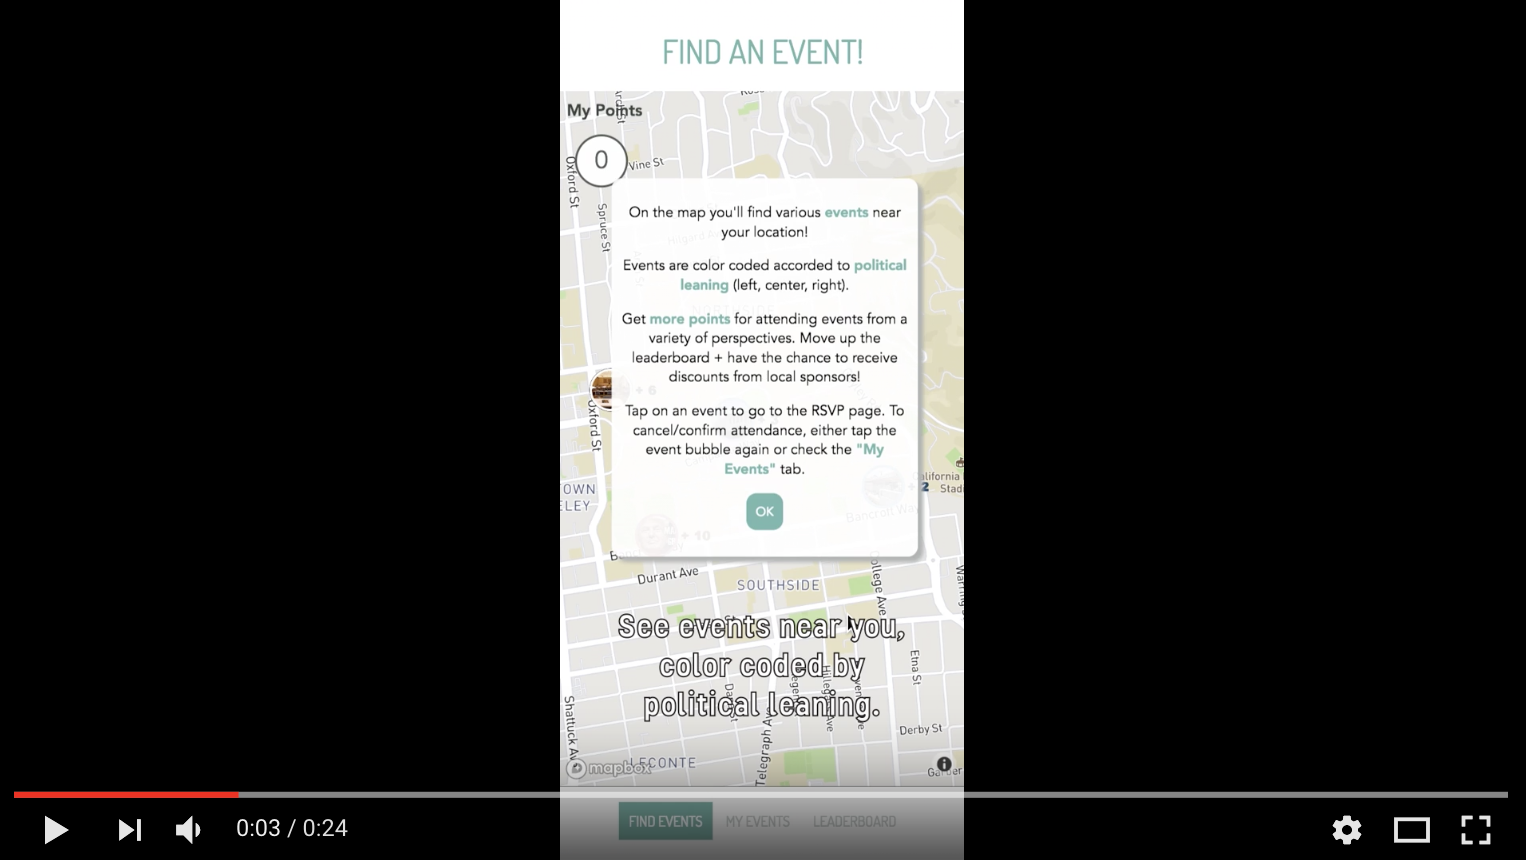 FIND AN EVENT!
My Points
0
Vine St
Oxford St
Spruce St
On the map you'll find various events near
your location!
Events are color coded accorded to political
leaning (left, center, right).
Get more points for attending events from a
variety of perspectives. Move up the
leaderboard + have the chance to receive
discounts from local sponsors!
+ 6
Tap on an event to go to the RSVP page. To
cancel/confirm attendance, either tap the
event bubble again or check the "My
Events" tab.
Oxford St
OK
+ 10
2
Bancroft Way
Durant Ave
SOUTHSIDE
College Ave
See events near you,
color coded by
political leaning.
Etna St
Derby St
Shattuck Av
Telegraph Ave
LECONTE
mapbox
FIND EVENTS
MY EVENTS
LEADERBOARD
0:03 / 0:24